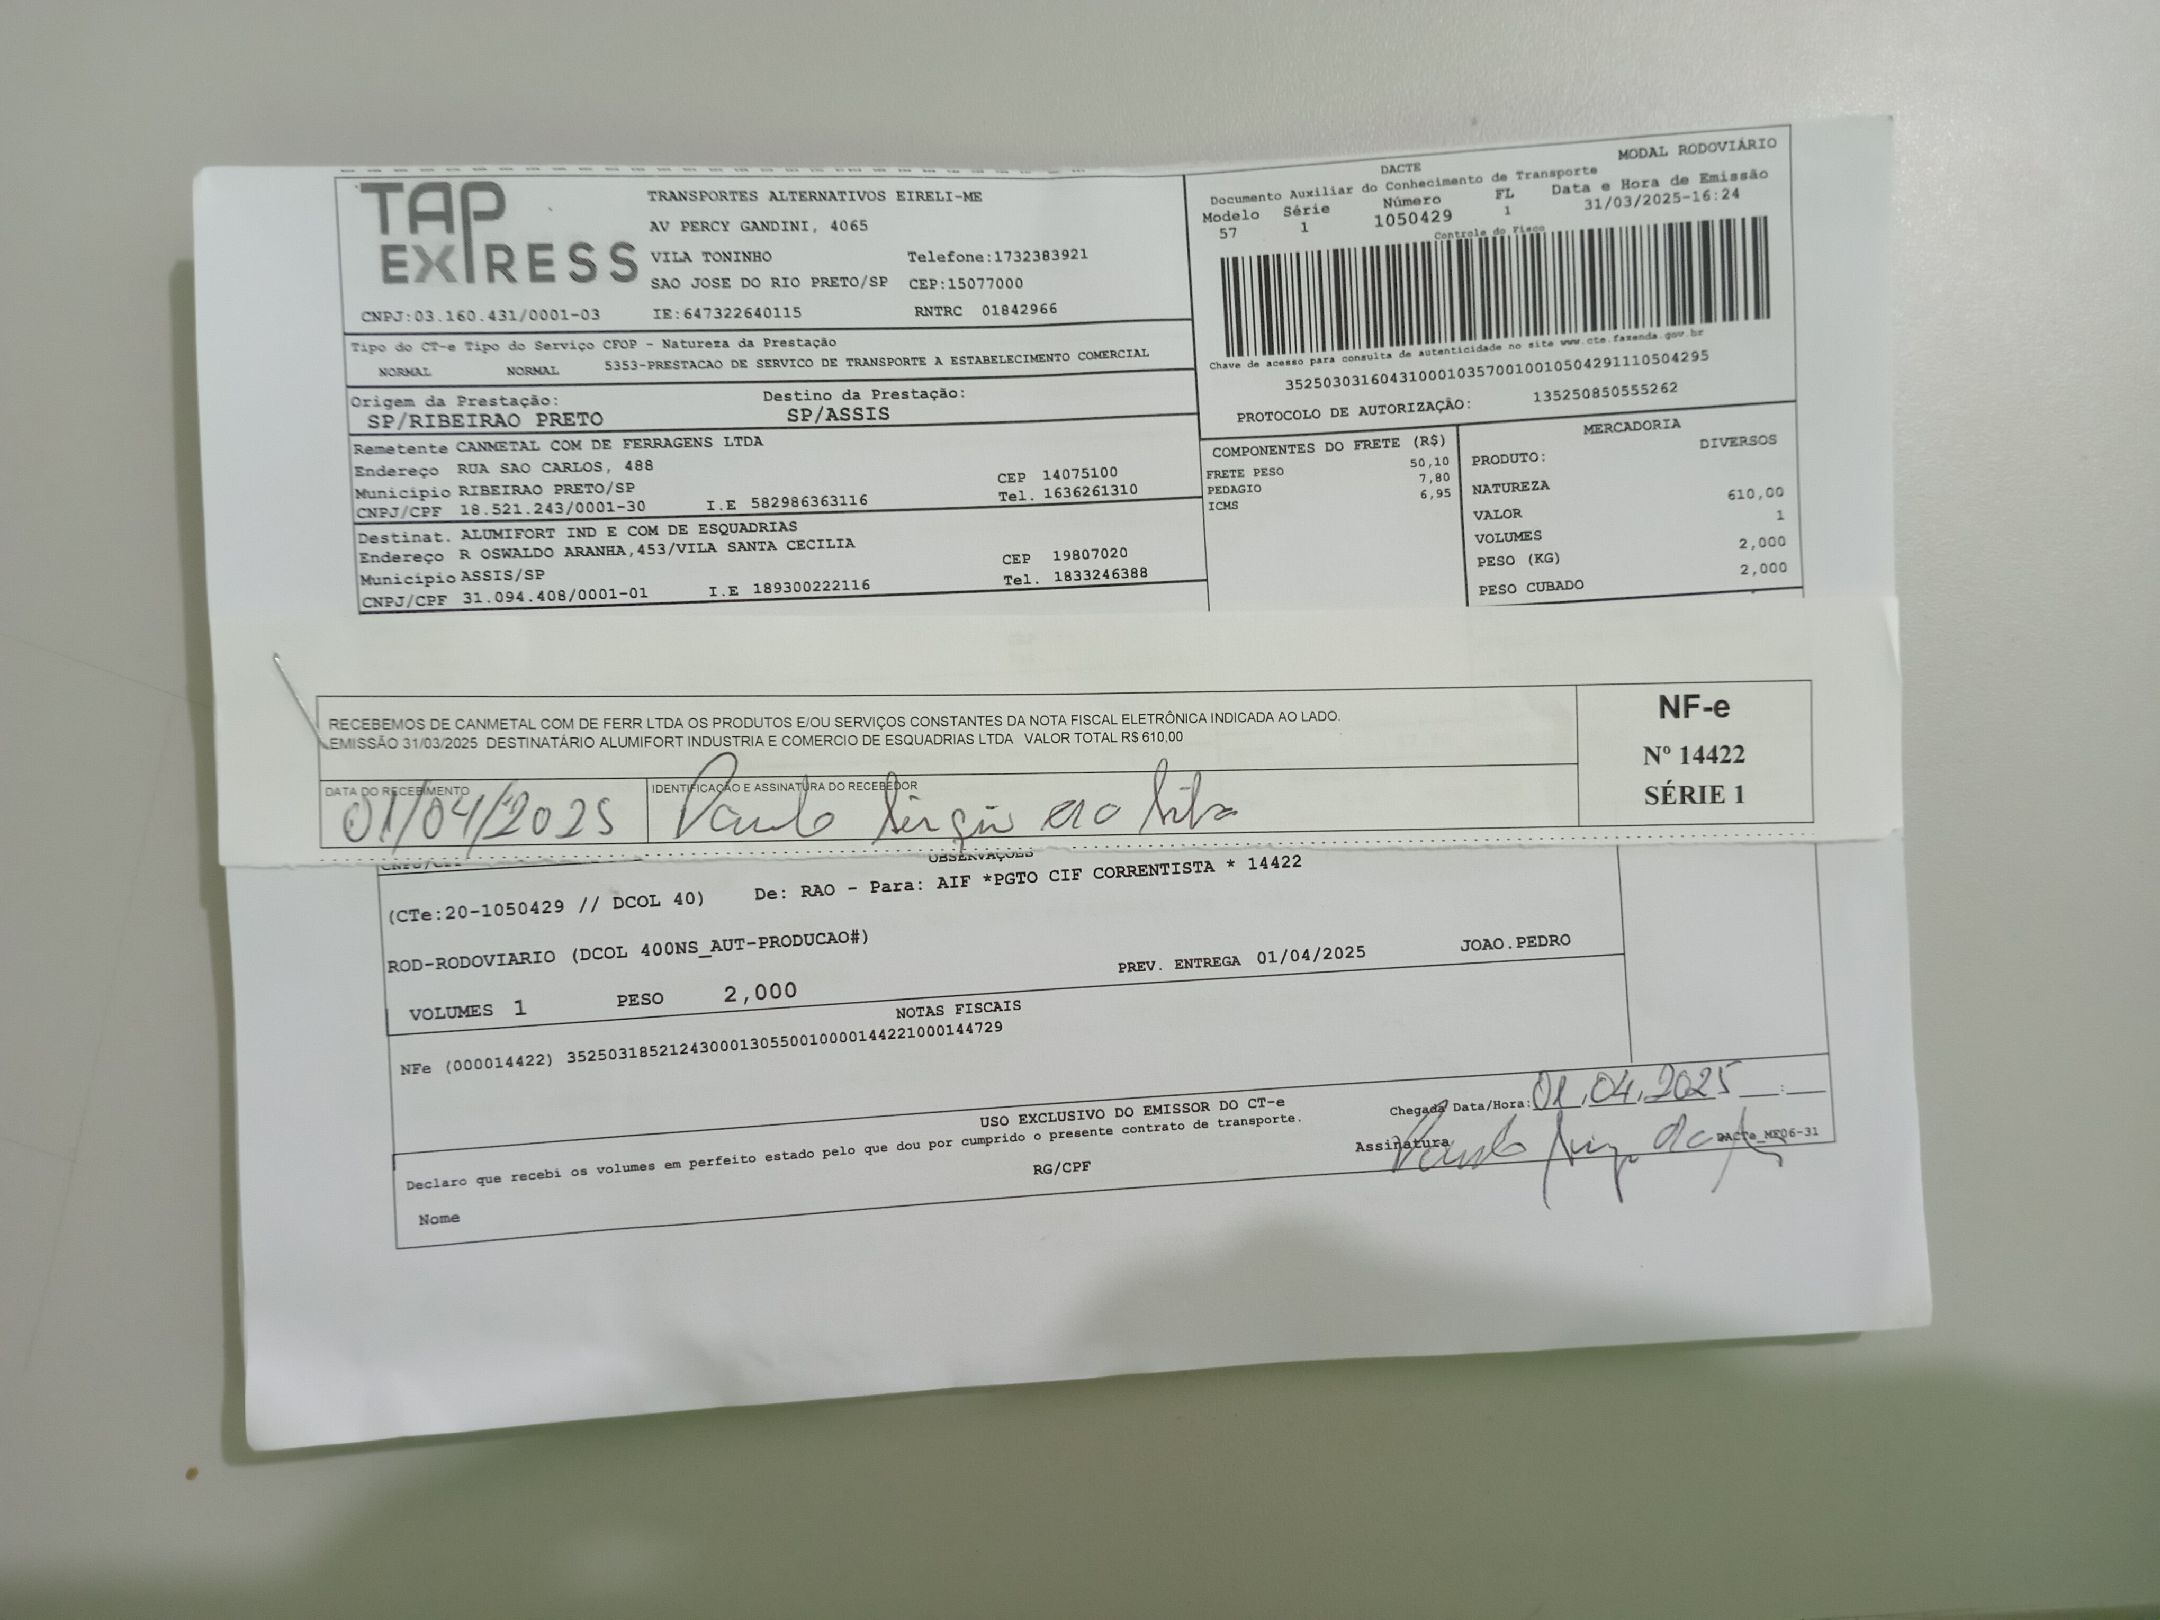 TAP EXPRESS
TRANSPORTES ALTERNATIVOS EIRELI-ME
AV PERCY GANDINI, 4065
VILA TONINHO Telefone:1732383921
SAO JOSE DO RIO PRETO/SP CEP:15077000
CNPJ:03.160.431/0001-03 IE:647322640115 RNTRC 01842966
Tipo do CT-e Tipo do Serviço CFOP - Natureza da Prestação
NORMAL NORMAL 5353-PRESTACAO DE SERVICO DE TRANSPORTE A ESTABELECIMENTO COMERCIAL
Origem da Prestação: Destino da Prestação:
SP/RIBEIRAO PRETO SP/ASSIS
Remetente CANMETAL COM DE FERRAGENS LTDA
Endereço RUA SAO CARLOS, 488 CEP 14075100
Município RIBEIRAO PRETO/SP Tel. 1636261310
CNPJ/CPF 18.521.243/0001-30 I.E 582986363116
Destinat. ALUMIFORT IND E COM DE ESQUADRIAS
Endereço R OSWALDO ARANHA,453/VILA SANTA CECILIA CEP 19807020
Município ASSIS/SP Tel. 1833246388
CNPJ/CPF 31.094.408/0001-01 I.E 189300222116
MODAL RODOVIÁRIO
DACTE
Documento Auxiliar do Conhecimento de Transporte
Modelo Série Número FL Data e Hora de Emissão
57 1 1050429 1 31/03/2025-16:24
Controle do Fisco
Chave de acesso para consulta de autenticidade no site www.cte.fazenda.gov.br
35250303160431000103570010010504291110504295
PROTOCOLO DE AUTORIZAÇÃO: 135250850555262
COMPONENTES DO FRETE (R$)
FRETE PESO 50,10
PEDAGIO 7,80
ICMS 6,95
MERCADORIA
PRODUTO: DIVERSOS
NATUREZA
VALOR 610,00
VOLUMES 1
PESO (KG) 2,000
PESO CUBADO 2,000
RECEBEMOS DE CANMETAL COM DE FERR LTDA OS PRODUTOS E/OU SERVIÇOS CONSTANTES DA NOTA FISCAL ELETRÔNICA INDICADA AO LADO.
EMISSÃO 31/03/2025 DESTINATÁRIO ALUMIFORT INDUSTRIA E COMERCIO DE ESQUADRIAS LTDA VALOR TOTAL R$ 610,00
DATA DO RECEBIMENTO IDENTIFICAÇÃO E ASSINATURA DO RECEBEDOR
01/04/2025 Paulo Sérgio da Silva
NF-e
Nº 14422
SÉRIE 1
CNPJ/CPF
OBSERVAÇÕES
(CTe:20-1050429 // DCOL 40) De: RAO - Para: AIF *PGTO CIF CORRENTISTA * 14422
ROD-RODOVIARIO (DCOL 400NS_AUT-PRODUCAO#)
VOLUMES 1 PESO 2,000 PREV. ENTREGA 01/04/2025 JOAO.PEDRO
NOTAS FISCAIS
NFe (000014422) 35250318521243000130550010000144221000144729
USO EXCLUSIVO DO EMISSOR DO CT-e
Declaro que recebi os volumes em perfeito estado pelo que dou por cumprido o presente contrato de transporte.
Nome RG/CPF
Chegada Data/Hora: 01.04.2025 __:__
Assinatura